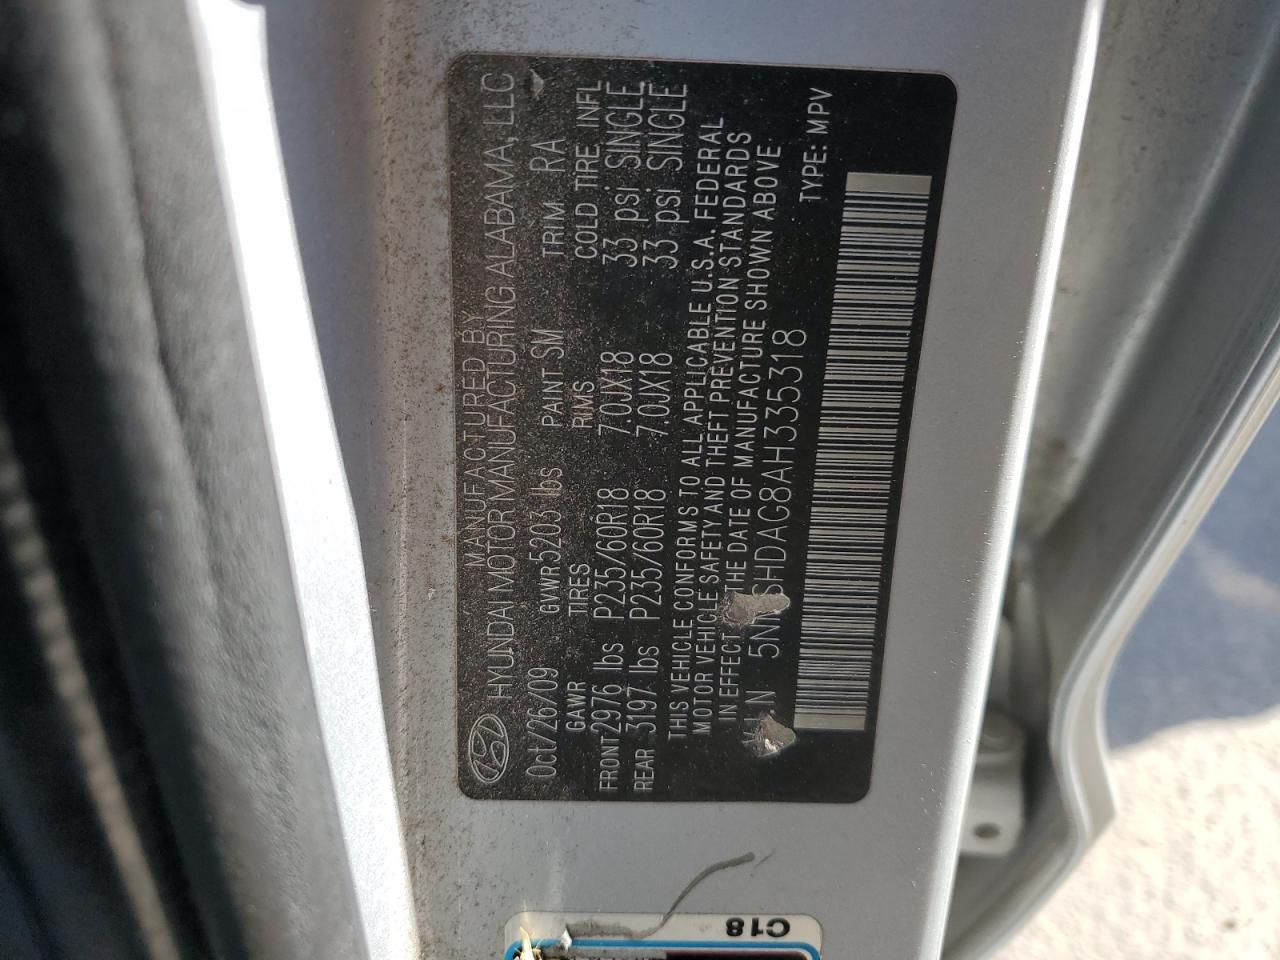 MANUFACTURED BY
HYUNDAI MOTOR MANUFACTURING ALABAMA, LLC
Oct/26/09 GVWR 5203 lbs PAINT SM TRIM RA
GAWR TIRES RIMS COLD TIRE INFL
FRONT 2976 lbs P235/60R18 7.0JX18 33 psi SINGLE
REAR 3197 lbs P235/60R18 7.0JX18 33 psi SINGLE
THIS VEHICLE CONFORMS TO ALL APPLICABLE U.S.A. FEDERAL
MOTOR VEHICLE SAFETY AND THEFT PREVENTION STANDARDS
IN EFFECT THE DATE OF MANUFACTURE SHOWN ABOVE.
TYPE: MPV
C18